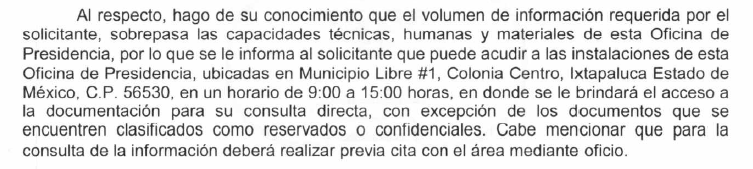 Al respecto, hago de su conocimiento que el volumen de información requerida por el
solicitante, sobrepasa las capacidades técnicas, humanas y materiales de esta Oficina de
Presidencia, por lo que se le informa al solicitante que puede acudir a las instalaciones de esta
Oficina de Presidencia, ubicadas en Municipio Libre #1, Colonia Centro, Ixtapaluca Estado de
México, C.P. 56530, en un horario de 9:00 a 15:00 horas, en donde se le brindará el acceso a
la documentación para su consulta directa, con excepción de los documentos que se
encuentren clasificados como reservados o confidenciales. Cabe mencionar que para la
consulta de la información deberá realizar previa cita con el área mediante oficio.